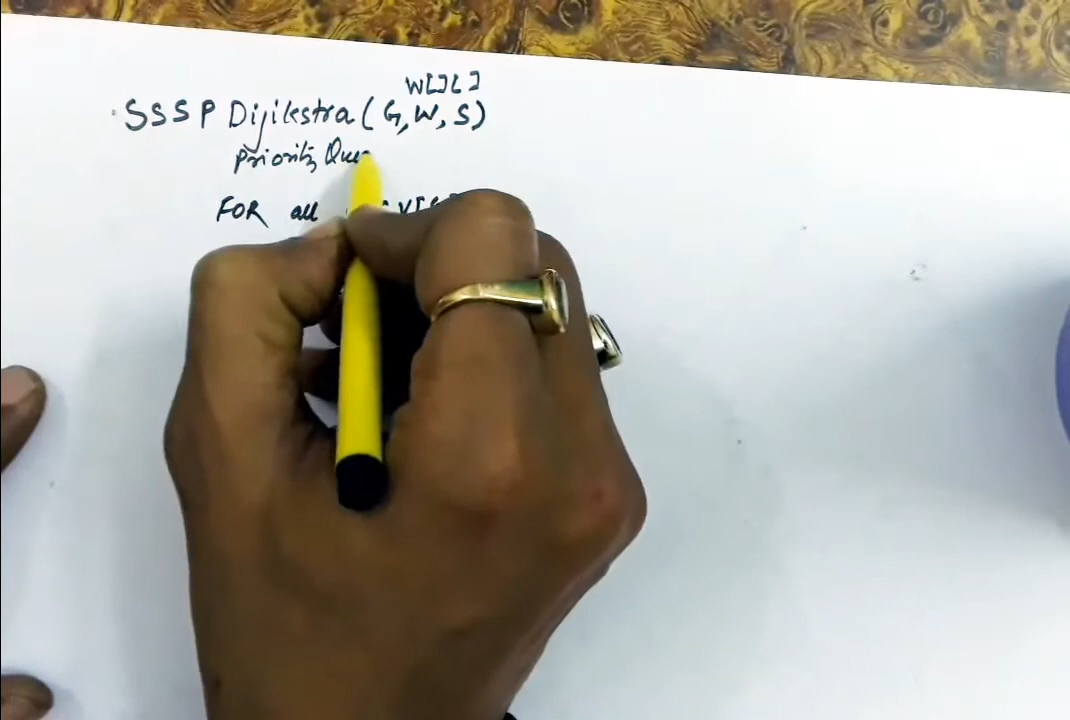 W[][]
SSSP Dijikstra (G, W, S)
Priority Que
FOR all V[G]